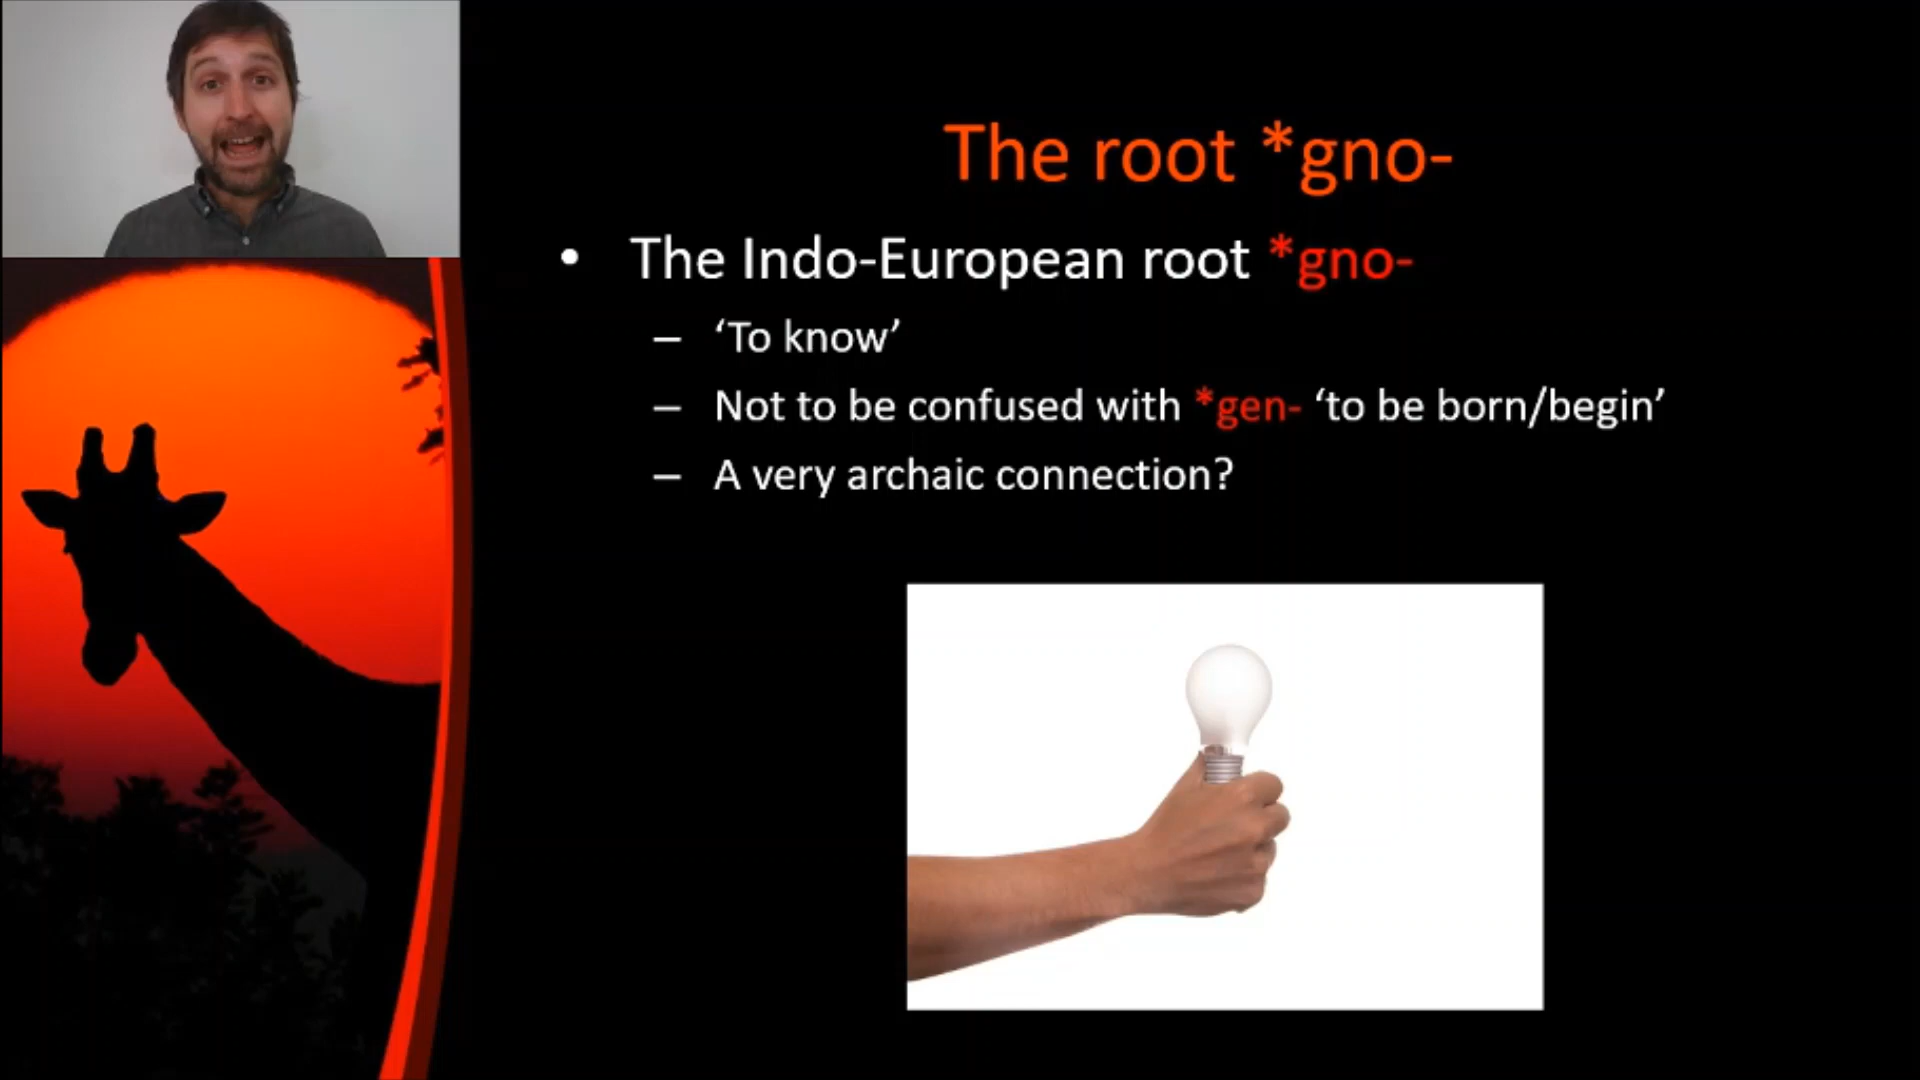 The root *gno-
• The Indo-European root *gno-
– ‘To know’
– Not to be confused with *gen- ‘to be born/begin’
– A very archaic connection?